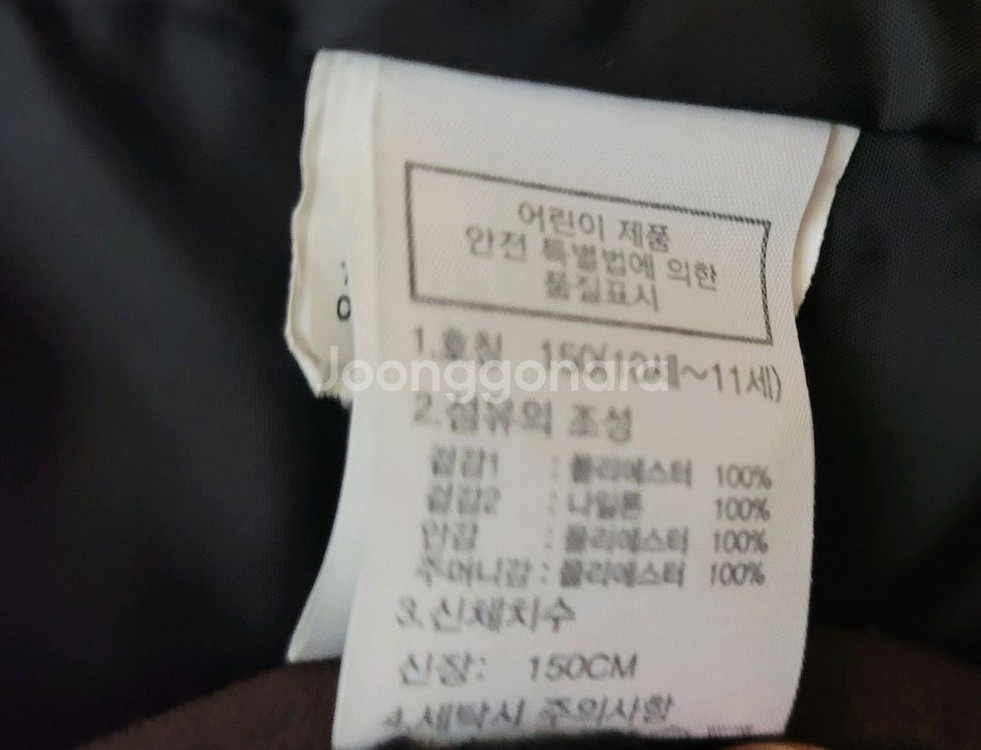 어린이 제품
안전 특별법에 의한
품질표시
1.호칭 150(10세~11세)
Joonggonara
2.섬유의 조성
겉감1 : 폴리에스터 100%
겉감2 : 나일론 100%
안감 : 폴리에스터 100%
주머니감 : 폴리에스터 100%
3.신체치수
신장: 150CM
4.세탁시 주의사항